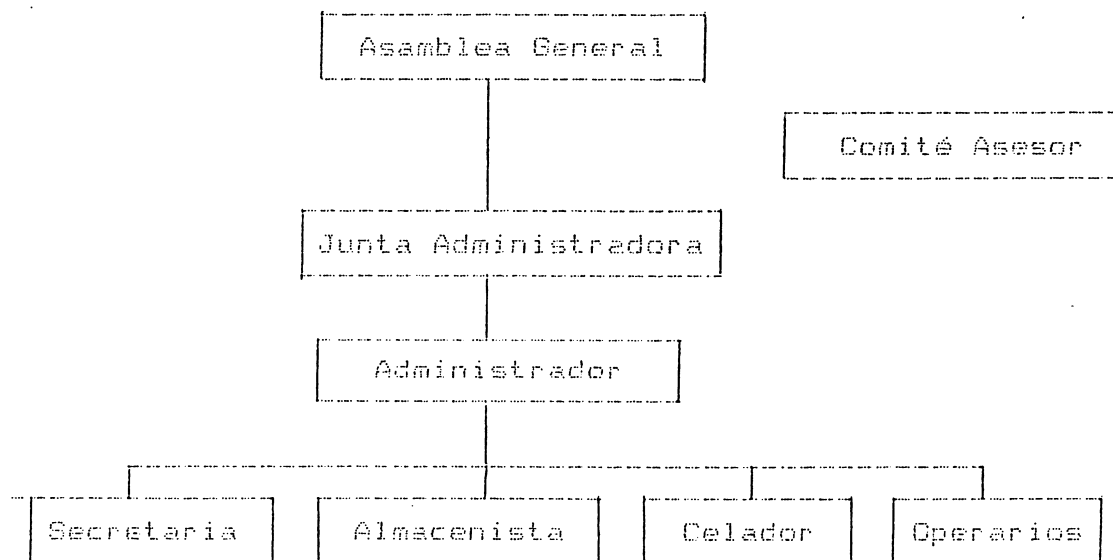 Asamblea General
Comité Asesor
Junta Administradora
Administrador
Secretaria Almacenista Celador Operarios